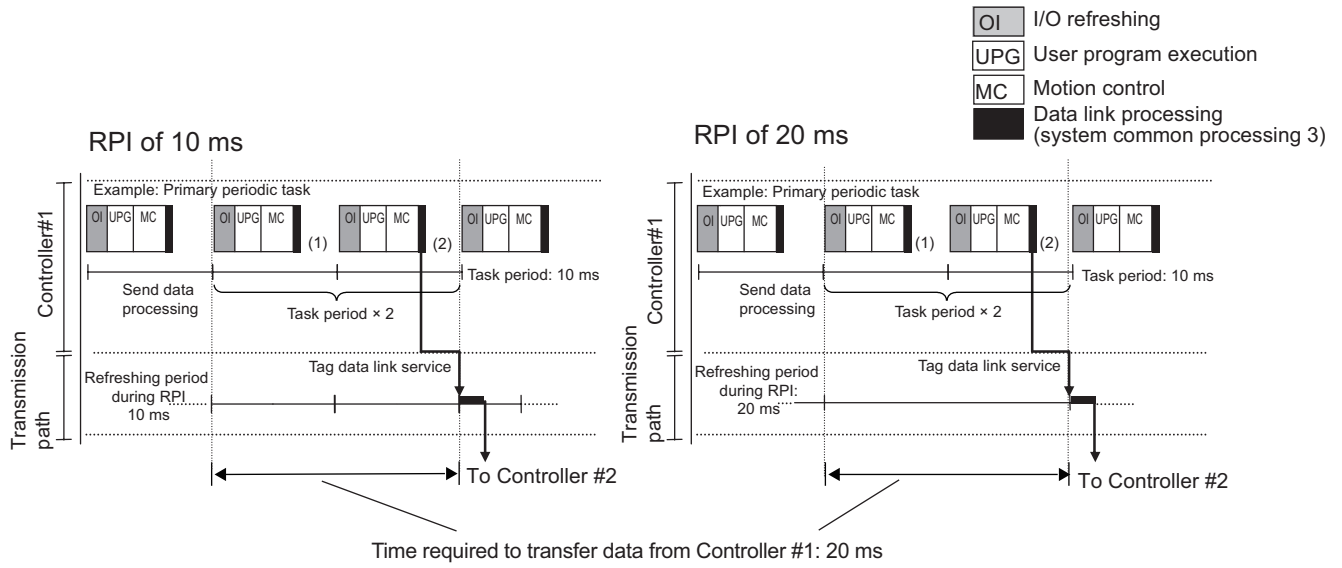 OI I/O refreshing
UPG User program execution
MC Motion control
Data link processing
(system common processing 3)
RPI of 10 ms
Controller#1
Example: Primary periodic task
OI UPG MC OI UPG MC OI UPG MC OI UPG MC
(1) (2)
Task period: 10 ms
Send data
processing
Task period × 2
Transmission
path
Tag data link service
Refreshing period
during RPI
10 ms
To Controller #2
RPI of 20 ms
Controller#1
Example: Primary periodic task
OI UPG MC OI UPG MC OI UPG MC OI UPG MC
(1) (2)
Task period: 10 ms
Send data
processing
Task period × 2
Transmission
path
Tag data link service
Refreshing period
during RPI:
20 ms
To Controller #2
Time required to transfer data from Controller #1: 20 ms